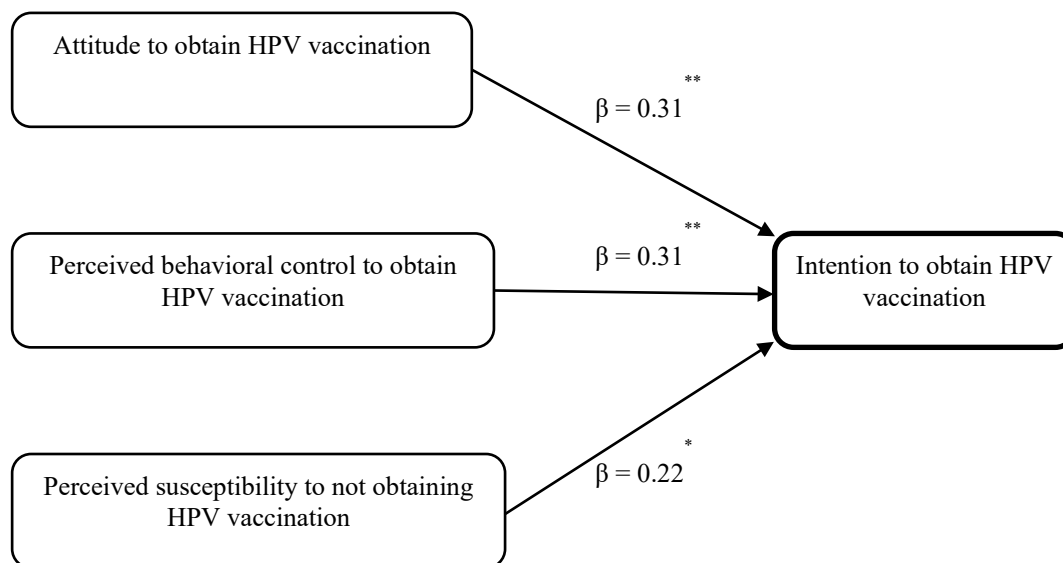 Attitude to obtain HPV vaccination
β = 0.31**
Perceived behavioral control to obtain
HPV vaccination
β = 0.31**
Intention to obtain HPV
vaccination
β = 0.22*
Perceived susceptibility to not obtaining
HPV vaccination